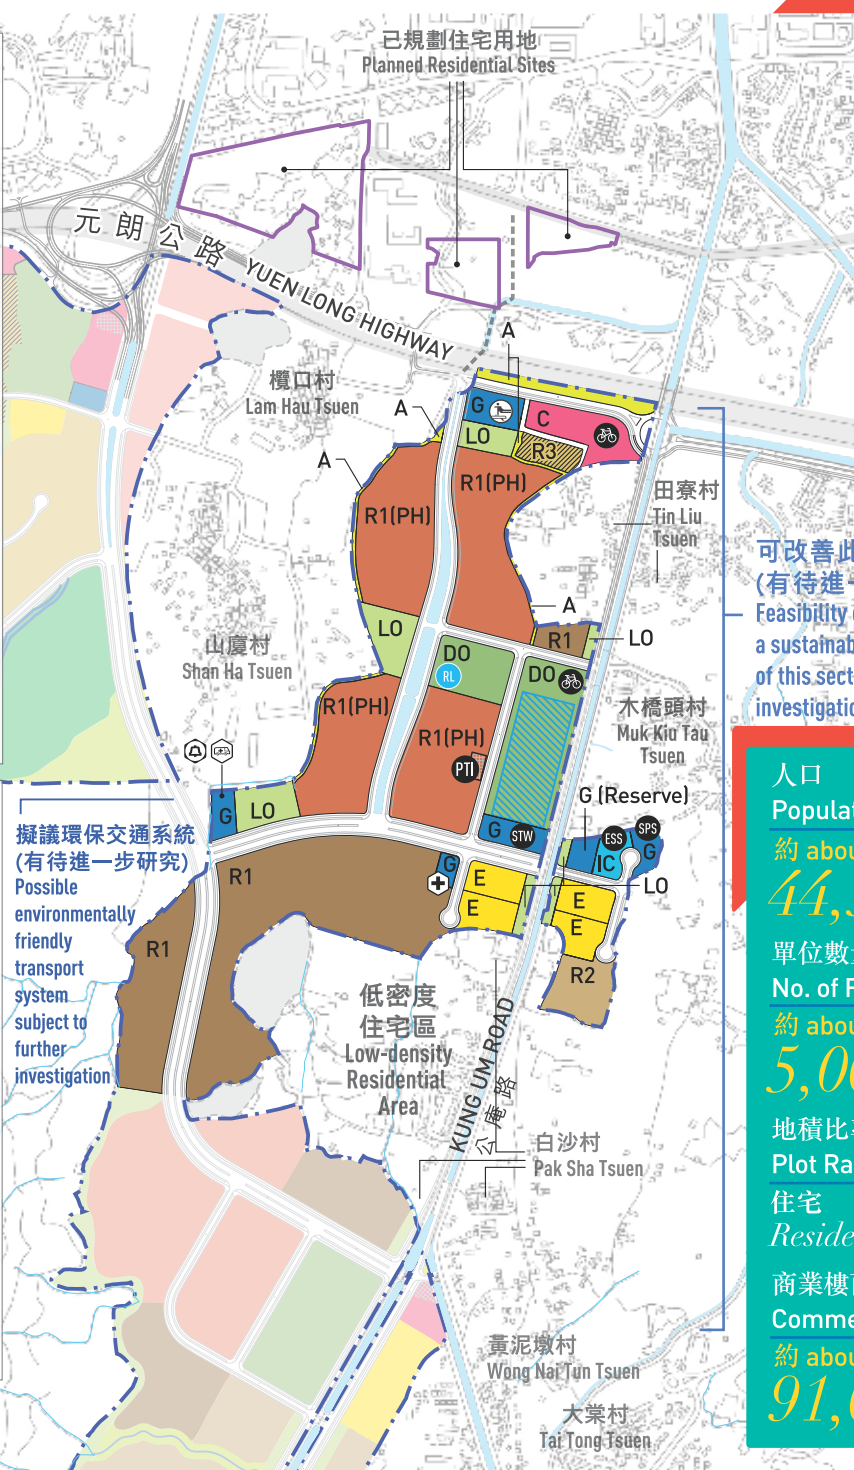 已規劃住宅用地
Planned Residential Sites
元朗公路
YUEN LONG HIGHWAY
A
欖口村
Lam Hau Tsuen
A
G
C
LO
R3
A
R1(PH)
R1(PH)
田寮村
Tin Liu
Tsuen
可改善此
Feasibility
a sustainab
of this sect
investigatio
A
LO
R1
LO
山廈村
Shan Ha Tsuen
DO
RL
DO
R1(PH)
R1(PH)
木橋頭村
Muk Kiu Tau
Tsuen
PTI
G (Reserve)
G
LO
G
STW
ESS
SPS
IC
G
擬議環保交通系統
(有待進一步研究)
Possible
environmentally
friendly
transport
system
subject to
further
investigation
R1
G
E
E
LO
E
E
R1
R2
低密度
住宅區
Low-density
Residential
Area
KUNG UM ROAD
公庵路
白沙村
Pak Sha Tsuen
黃泥墩村
Wong Nai Tun Tsuen
大棠村
Tai Tong Tsuen
人口
Populat
約 abou
44,
單位數
No. of F
約 abou
5,0
地積比
Plot Ra
住宅
Reside
商業樓
Comme
約 abou
91,